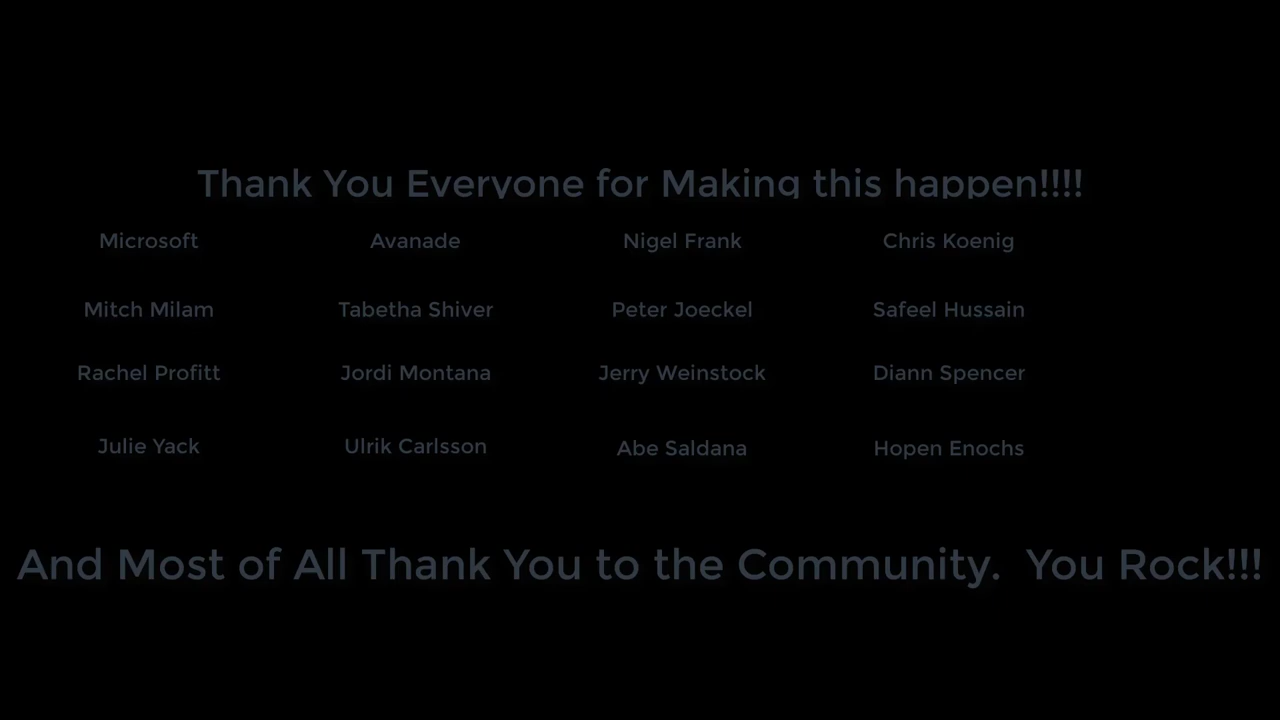 Thank You Everyone for Making this happen!!!!
Microsoft Avanade Nigel Frank Chris Koenig
Mitch Milam Tabetha Shiver Peter Joeckel Safeel Hussain
Rachel Profitt Jordi Montana Jerry Weinstock Diann Spencer
Julie Yack Ulrik Carlsson Abe Saldana Hopen Enochs
And Most of All Thank You to the Community. You Rock!!!